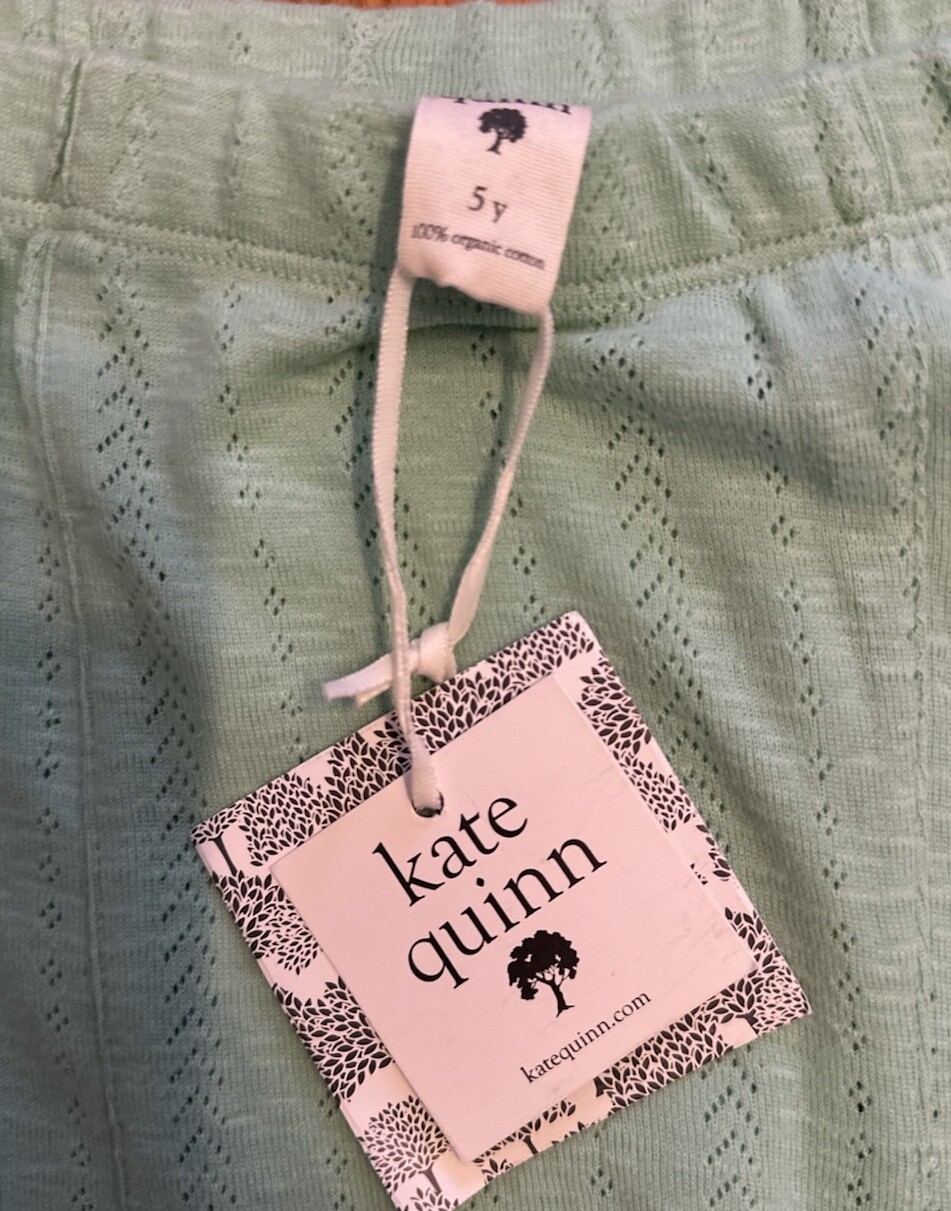 5 y
100% organic cotton
kate
quinn
katequinn.com